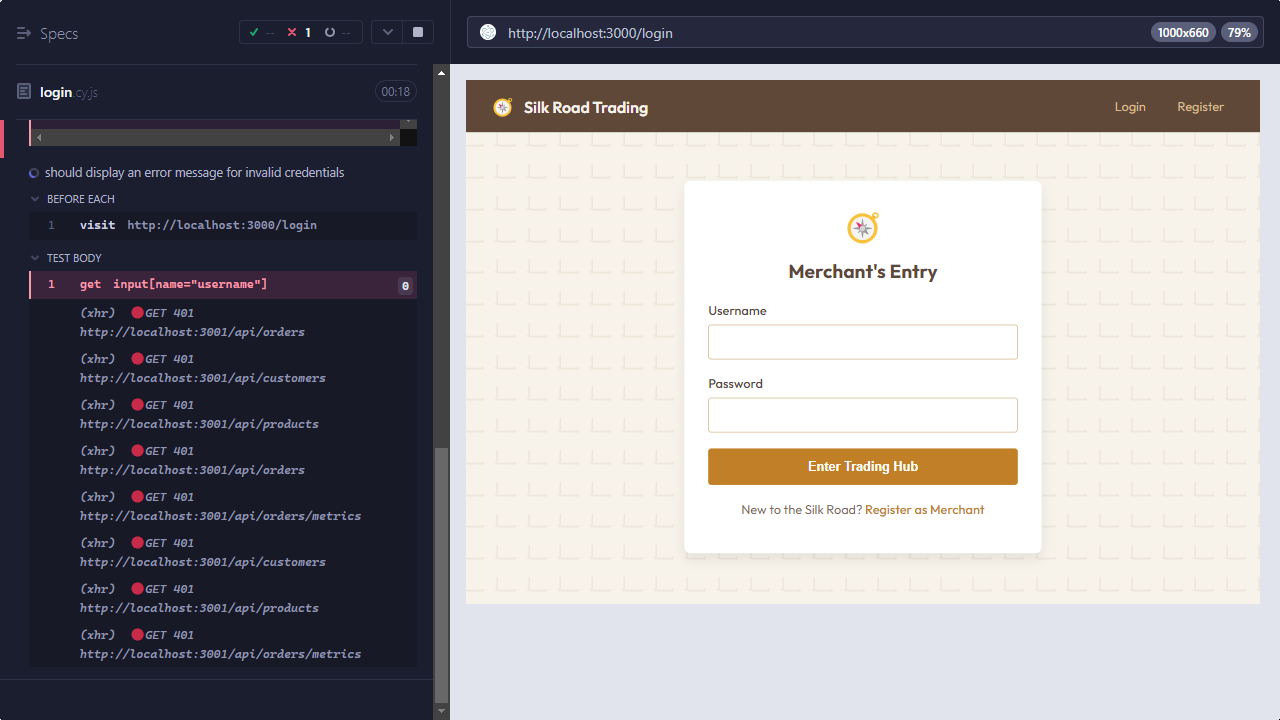 Specs
--
1
--
http://localhost:3000/login
1000x660
79%
login cy.js
00:18
should display an error message for invalid credentials
BEFORE EACH
1 visit http://localhost:3000/login
TEST BODY
1 get input[name="username"] 0
(xhr) GET 401
http://localhost:3001/api/orders
(xhr) GET 401
http://localhost:3001/api/customers
(xhr) GET 401
http://localhost:3001/api/products
(xhr) GET 401
http://localhost:3001/api/orders
(xhr) GET 401
http://localhost:3001/api/orders/metrics
(xhr) GET 401
http://localhost:3001/api/customers
(xhr) GET 401
http://localhost:3001/api/products
(xhr) GET 401
http://localhost:3001/api/orders/metrics
Silk Road Trading
Login
Register
Merchant's Entry
Username
Password
Enter Trading Hub
New to the Silk Road? Register as Merchant